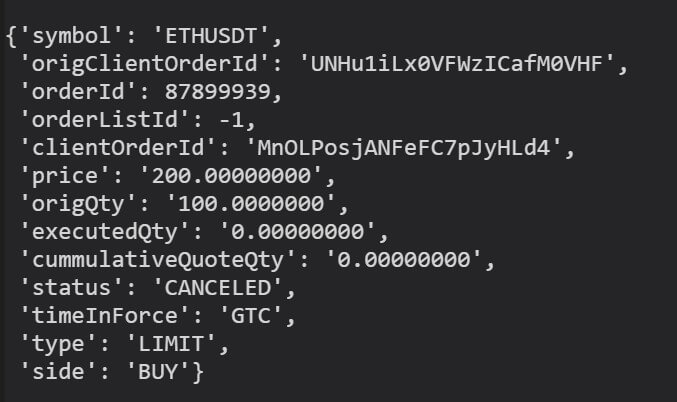 {'symbol': 'ETHUSDT',
'origClientOrderId': 'UNHu1iLx0VFWzICafM0VHF',
'orderId': 87899939,
'orderListId': -1,
'clientOrderId': 'MnOLPosjANFeFC7pJyHLd4',
'price': '200.00000000',
'origQty': '100.0000000',
'executedQty': '0.00000000',
'cummulativeQuoteQty': '0.00000000',
'status': 'CANCELED',
'timeInForce': 'GTC',
'type': 'LIMIT',
'side': 'BUY'}